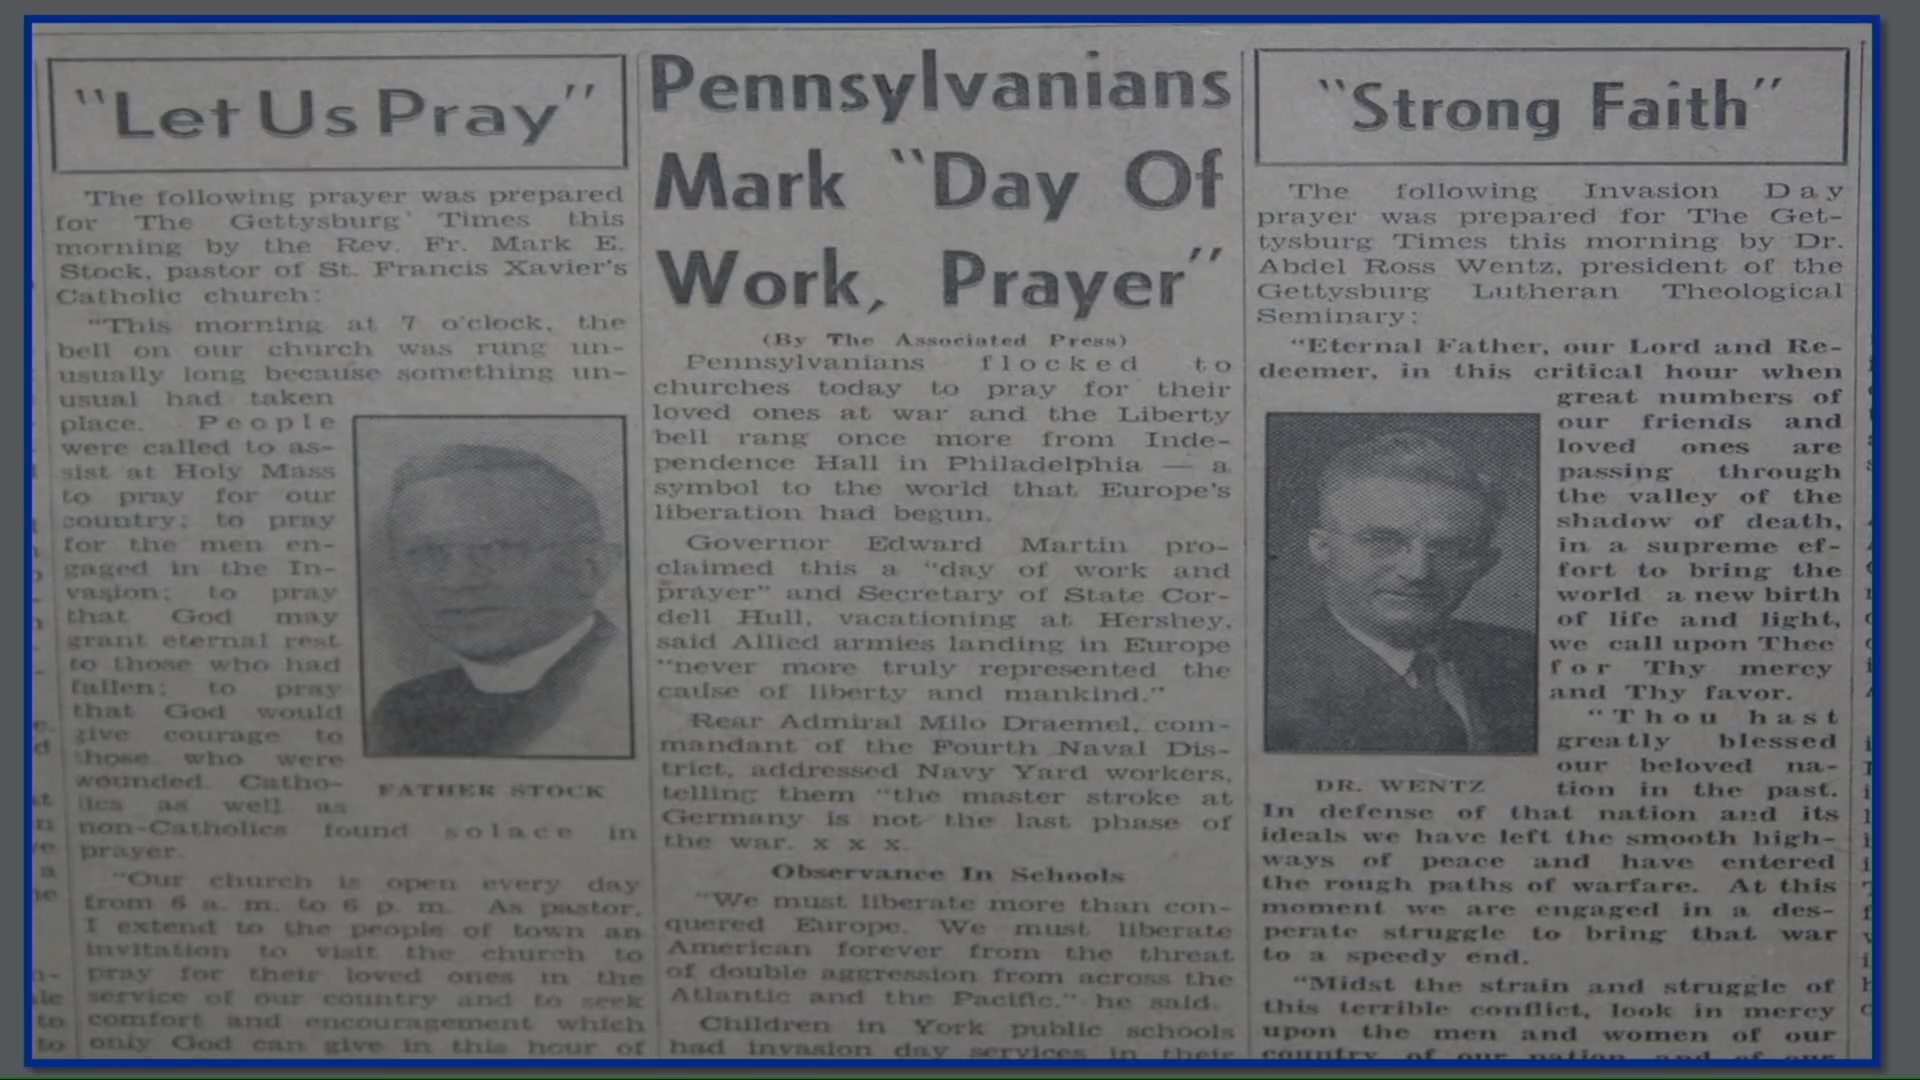 "Let Us Pray"
The following prayer was prepared
for The Gettysburg Times this
morning by the Rev. Fr. Mark E.
Stock, pastor of St. Francis Xavier's
Catholic church:
"This morning at 7 o'clock, the
bell on our church was rung un-
usually long because something un-
usual had taken
place. People
were called to as-
sist at Holy Mass
to pray for our
country; to pray
for the men en-
gaged in the In-
vasion; to pray
that God may
grant eternal rest
to those who had
fallen; to pray
that God would
give courage to
those who were
wounded. Catho-
lics as well as
non-Catholics found solace in
prayer.
FATHER STOCK
"Our church is open every day
from 6 a. m. to 6 p. m. As pastor,
I extend to the people of town an
invitation to visit the church to
pray for their loved ones in the
service of our country and to seek
comfort and encouragement which
only God can give in this hour of
Pennsylvanians
Mark "Day Of
Work, Prayer"
(By The Associated Press)
Pennsylvanians flocked to
churches today to pray for their
loved ones at war and the Liberty
bell rang once more from Inde-
pendence Hall in Philadelphia — a
symbol to the world that Europe's
liberation had begun.
Governor Edward Martin pro-
claimed this a "day of work and
prayer" and Secretary of State Cor-
dell Hull, vacationing at Hershey,
said Allied armies landing in Europe
"never more truly represented the
cause of liberty and mankind."
Rear Admiral Milo Draemel, com-
mandant of the Fourth Naval Dis-
trict, addressed Navy Yard workers,
telling them "the master stroke at
Germany is not the last phase of
the war. x x x.
Observance In Schools
"We must liberate more than con-
quered Europe. We must liberate
American forever from the threat
of double aggression from across the
Atlantic and the Pacific." he said.
Children in York public schools
had invasion day services in their
"Strong Faith"
The following Invasion Day
prayer was prepared for The Get-
tysburg Times this morning by Dr.
Abdel Ross Wentz, president of the
Gettysburg Lutheran Theological
Seminary:
"Eternal Father, our Lord and Re-
deemer, in this critical hour when
great numbers of
our friends and
loved ones are
passing through
the valley of the
shadow of death,
in a supreme ef-
fort to bring the
world a new birth
of life and light,
we call upon Thee
for Thy mercy
and Thy favor.
"Thou hast
greatly blessed
our beloved na-
tion in the past.
DR. WENTZ
In defense of that nation and its
ideals we have left the smooth high-
ways of peace and have entered
the rough paths of warfare. At this
moment we are engaged in a des-
perate struggle to bring that war
to a speedy end.
"Midst the strain and struggle of
this terrible conflict, look in mercy
upon the men and women of our
country, of our nation and of our